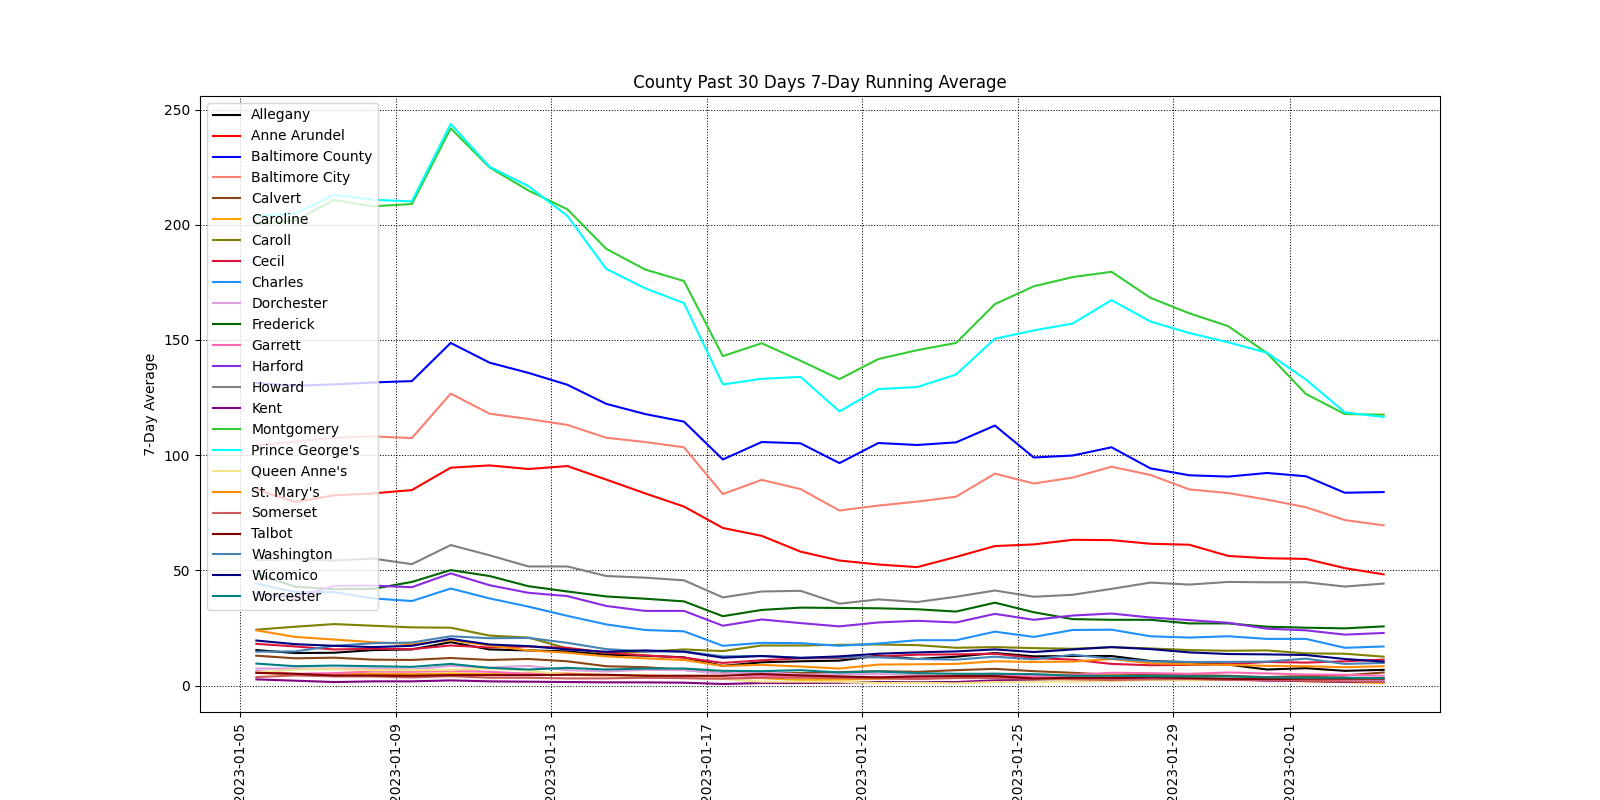 County Past 30 Days 7-Day Running Average
250
200
150
100
50
0
7-Day Average
Allegany
Anne Arundel
Baltimore County
Baltimore City
Calvert
Caroline
Caroll
Cecil
Charles
Dorchester
Frederick
Garrett
Harford
Howard
Kent
Montgomery
Prince George's
Queen Anne's
St. Mary's
Somerset
Talbot
Washington
Wicomico
Worcester
2023-01-05
2023-01-09
2023-01-13
2023-01-17
2023-01-21
2023-01-25
2023-01-29
2023-02-01